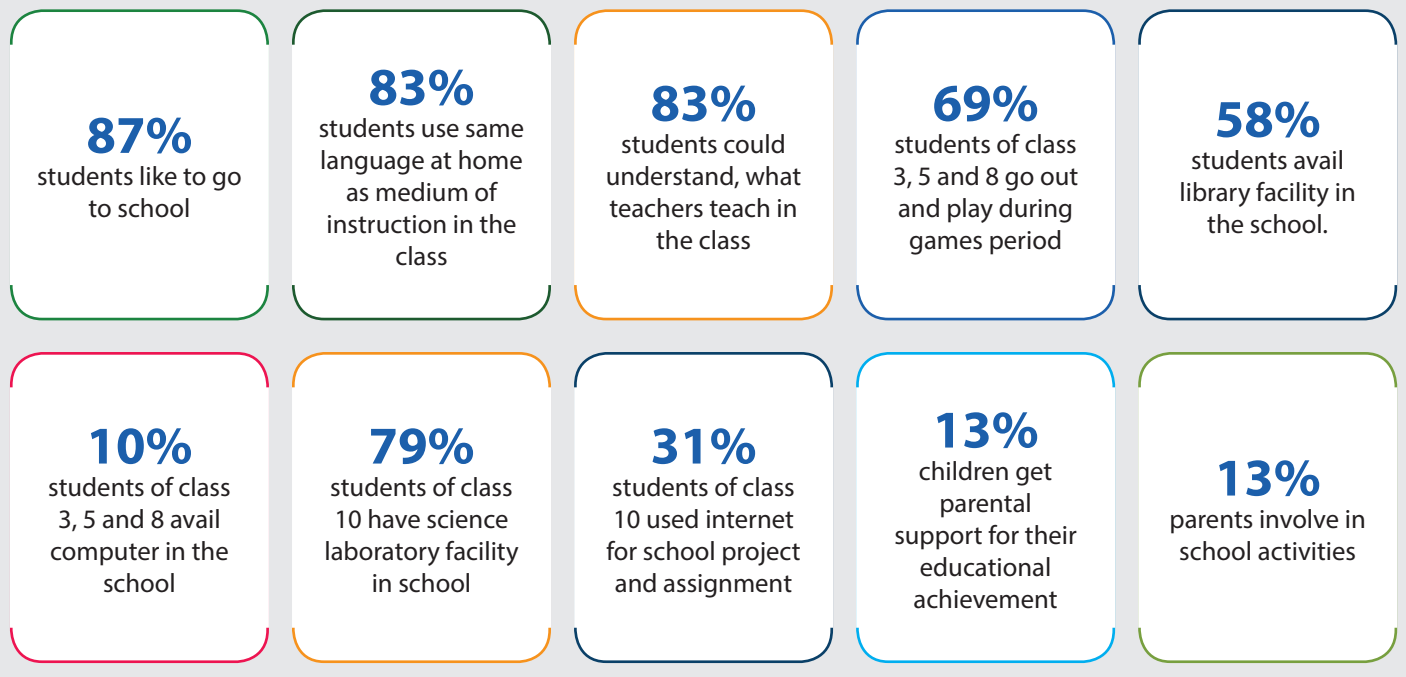 87%
students like to go
to school
83%
students use same
language at home
as medium of
instruction in the
class
83%
students could
understand, what
teachers teach in
the class
69%
students of class
3, 5 and 8 go out
and play during
games period
58%
students avail
library facility in
the school.
10%
students of class
3, 5 and 8 avail
computer in the
school
79%
students of class
10 have science
laboratory facility
in school
31%
students of class
10 used internet
for school project
and assignment
13%
children get
parental
support for their
educational
achievement
13%
parents involve in
school activities